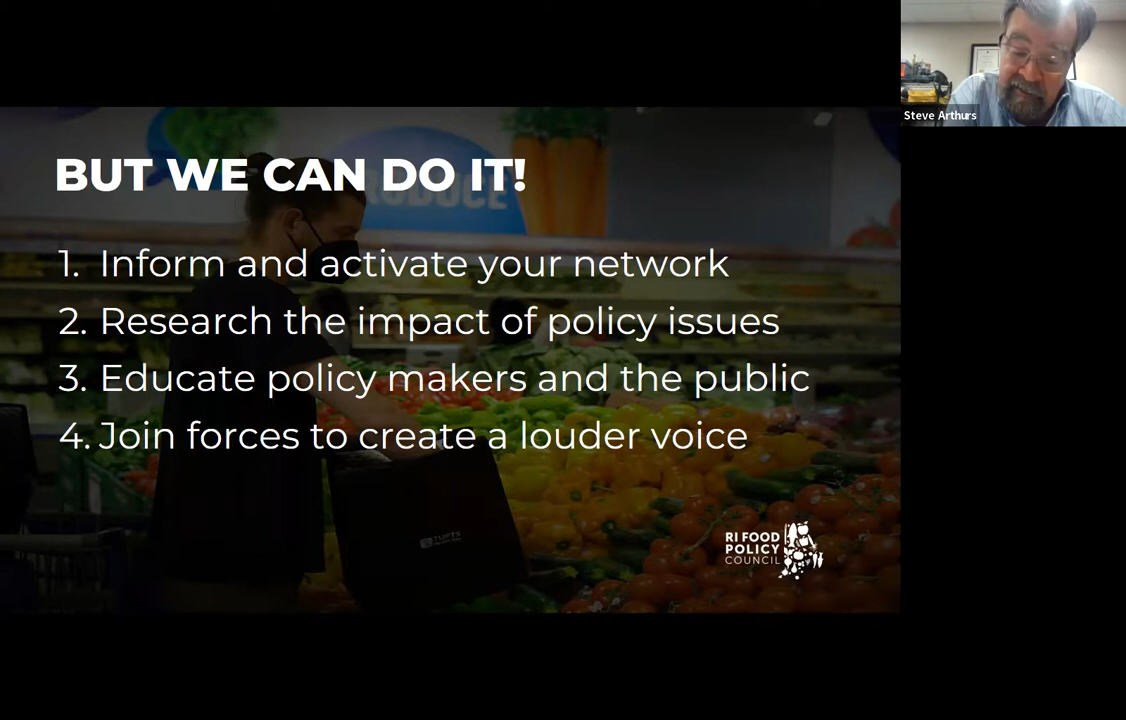 Steve Arthurs
BUT WE CAN DO IT!
PRODUCE
1. Inform and activate your network
2. Research the impact of policy issues
3. Educate policy makers and the public
4. Join forces to create a louder voice
TUFTS
RI FOOD
POLICY
COUNCIL